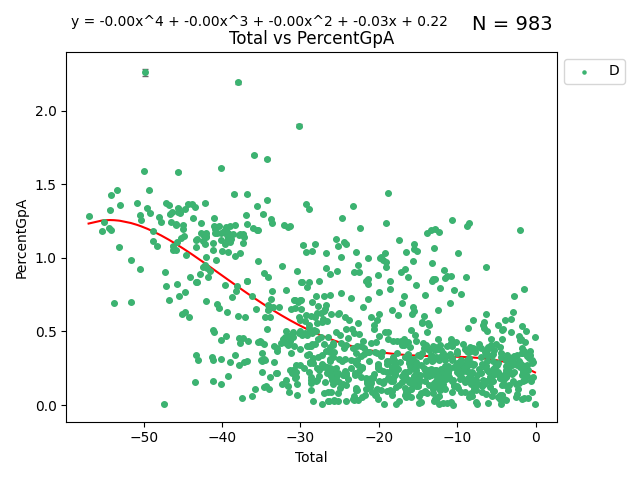 y = -0.00x^4 + -0.00x^3 + -0.00x^2 + -0.03x + 0.22
N = 983
Total vs PercentGpA
D
2.0
1.5
1.0
0.5
0.0
PercentGpA
−50
−40
−30
−20
−10
0
Total